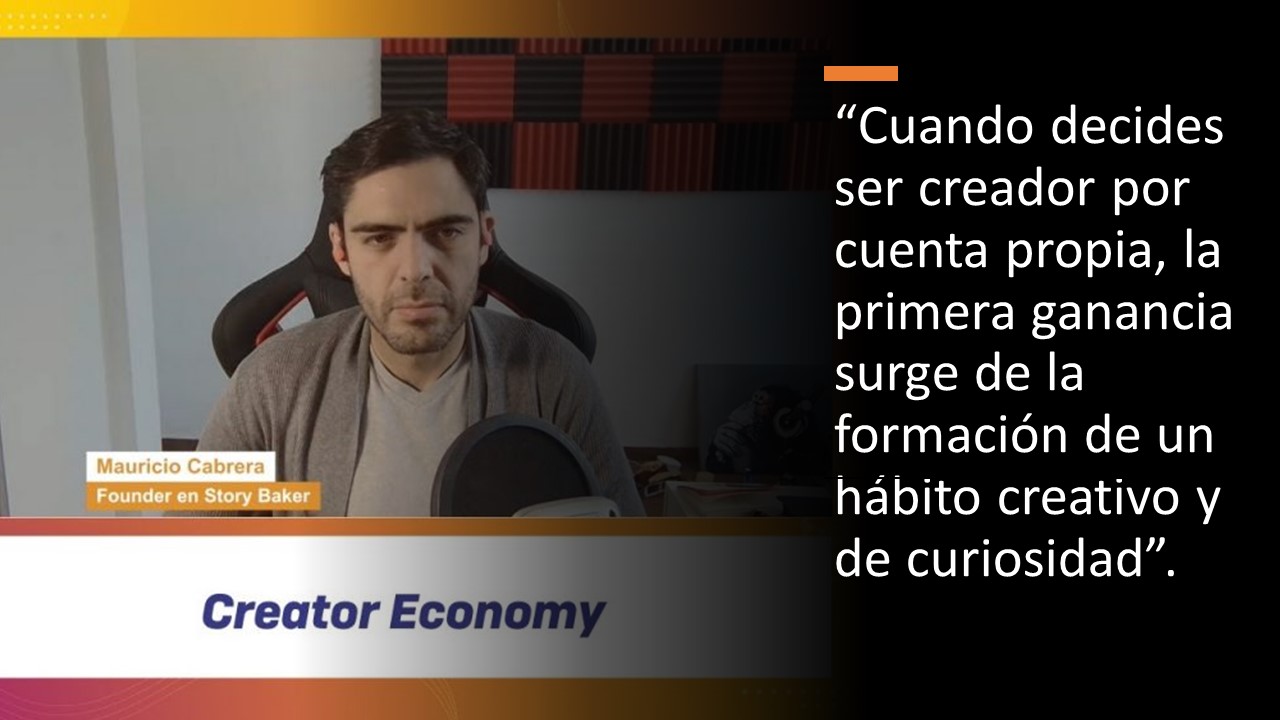 “Cuando decides
ser creador por
cuenta propia, la
primera ganancia
surge de la
formación de un
hábito creativo y
de curiosidad”.
Mauricio Cabrera
Founder en Story Baker
Creator Economy